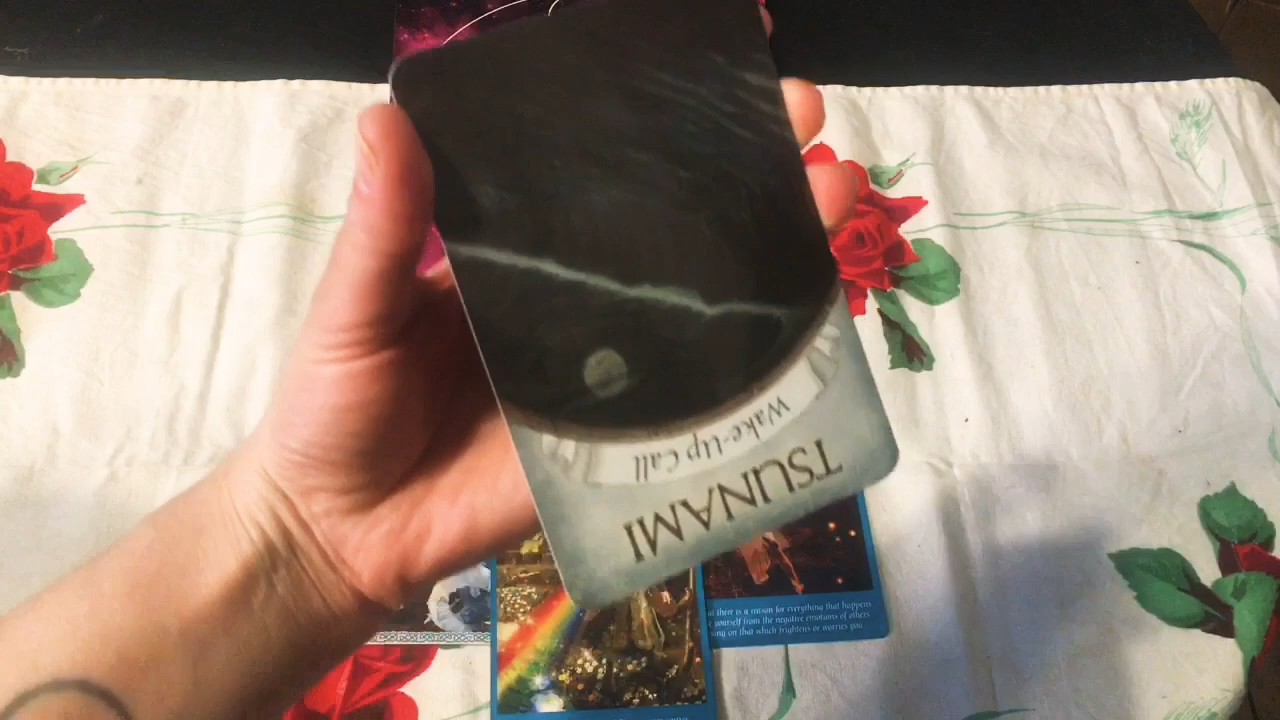 Wake-Up Call
TSUNAMI
there is a reason for everything that happens
yourself from the negative emotions of others
on that which frightens or worries you